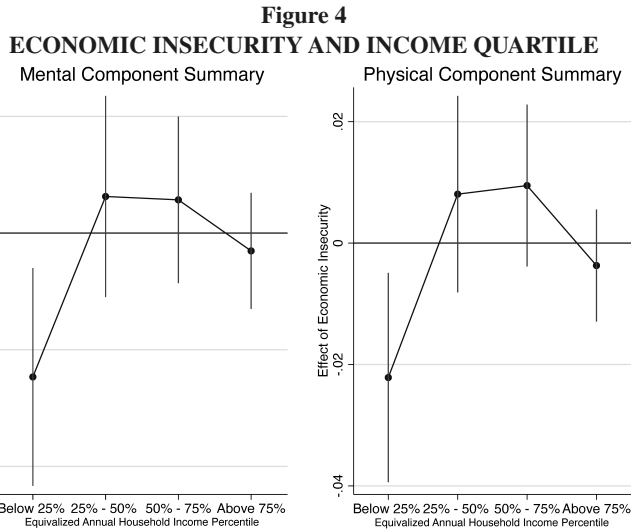 Figure 4
ECONOMIC INSECURITY AND INCOME QUARTILE
Mental Component Summary
Below 25% 25% - 50% 50% - 75% Above 75%
Equivalized Annual Household Income Percentile
Physical Component Summary
Effect of Economic Insecurity
.02
0
-.02
-.04
Below 25% 25% - 50% 50% - 75% Above 75%
Equivalized Annual Household Income Percentile